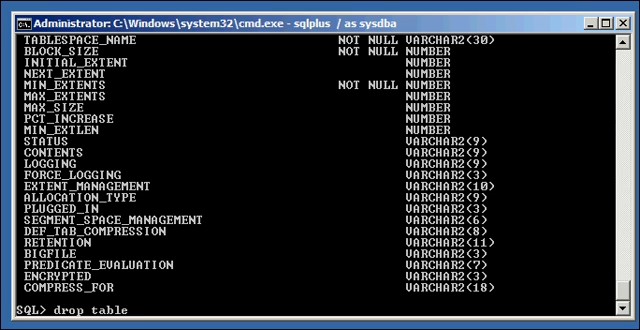 Administrator: C:\Windows\system32\cmd.exe - sqlplus / as sysdba
TABLESPACE_NAME NOT NULL VARCHAR2(30)
BLOCK_SIZE NOT NULL NUMBER
INITIAL_EXTENT NUMBER
NEXT_EXTENT NUMBER
MIN_EXTENTS NOT NULL NUMBER
MAX_EXTENTS NUMBER
MAX_SIZE NUMBER
PCT_INCREASE NUMBER
MIN_EXTLEN NUMBER
STATUS VARCHAR2(9)
CONTENTS VARCHAR2(9)
LOGGING VARCHAR2(9)
FORCE_LOGGING VARCHAR2(3)
EXTENT_MANAGEMENT VARCHAR2(10)
ALLOCATION_TYPE VARCHAR2(9)
PLUGGED_IN VARCHAR2(3)
SEGMENT_SPACE_MANAGEMENT VARCHAR2(6)
DEF_TAB_COMPRESSION VARCHAR2(8)
RETENTION VARCHAR2(11)
BIGFILE VARCHAR2(3)
PREDICATE_EVALUATION VARCHAR2(7)
ENCRYPTED VARCHAR2(3)
COMPRESS_FOR VARCHAR2(18)
SQL> drop table